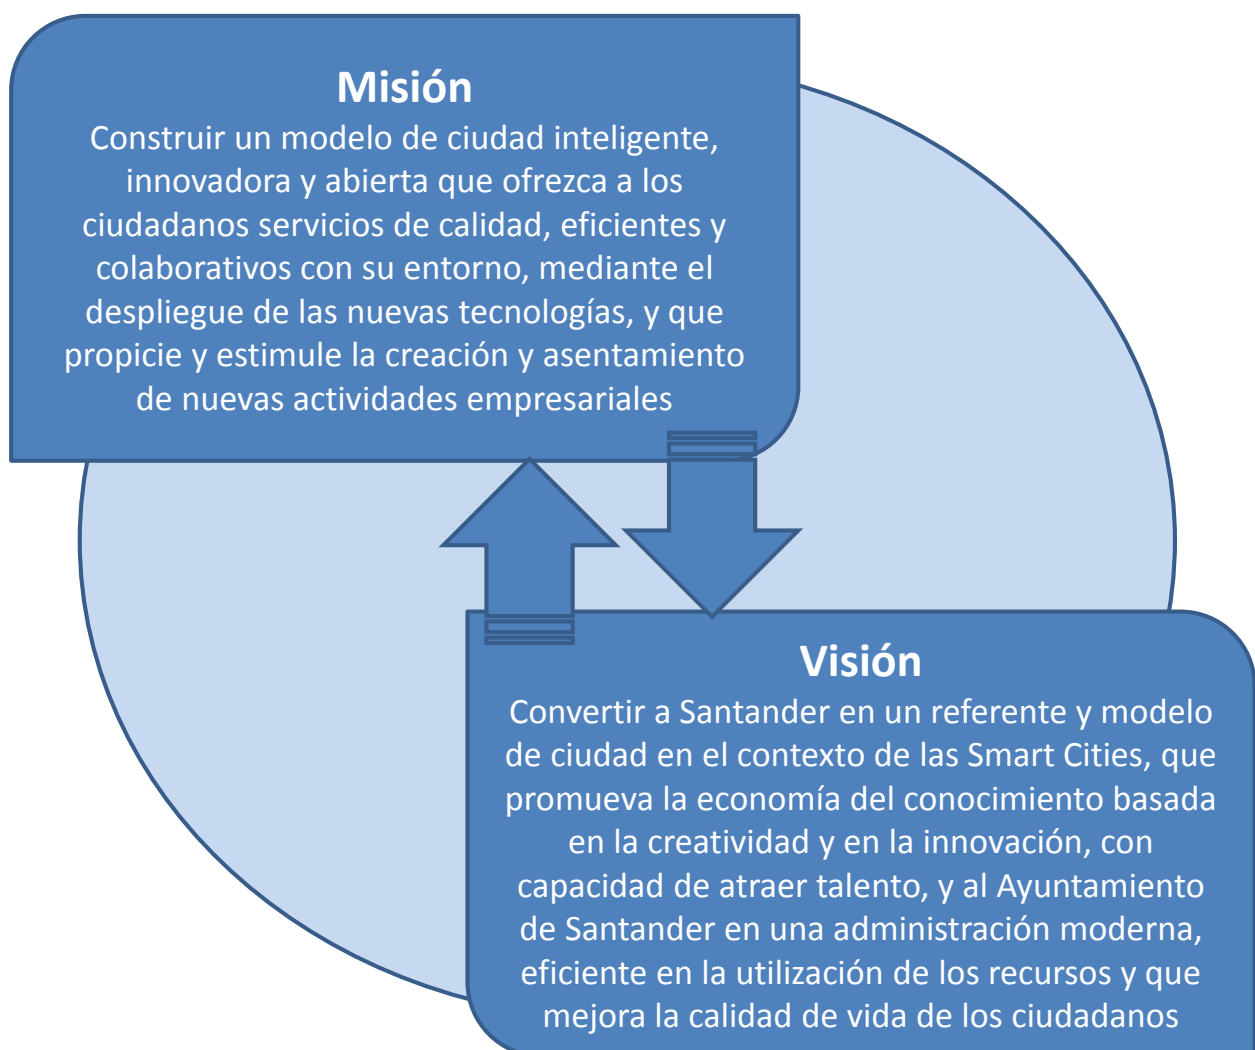 Misión
Construir un modelo de ciudad inteligente,
innovadora y abierta que ofrezca a los
ciudadanos servicios de calidad, eficientes y
colaborativos con su entorno, mediante el
despliegue de las nuevas tecnologías, y que
propicie y estimule la creación y asentamiento
de nuevas actividades empresariales
Visión
Convertir a Santander en un referente y modelo
de ciudad en el contexto de las Smart Cities, que
promueva la economía del conocimiento basada
en la creatividad y en la innovación, con
capacidad de atraer talento, y al Ayuntamiento
de Santander en una administración moderna,
eficiente en la utilización de los recursos y que
mejora la calidad de vida de los ciudadanos